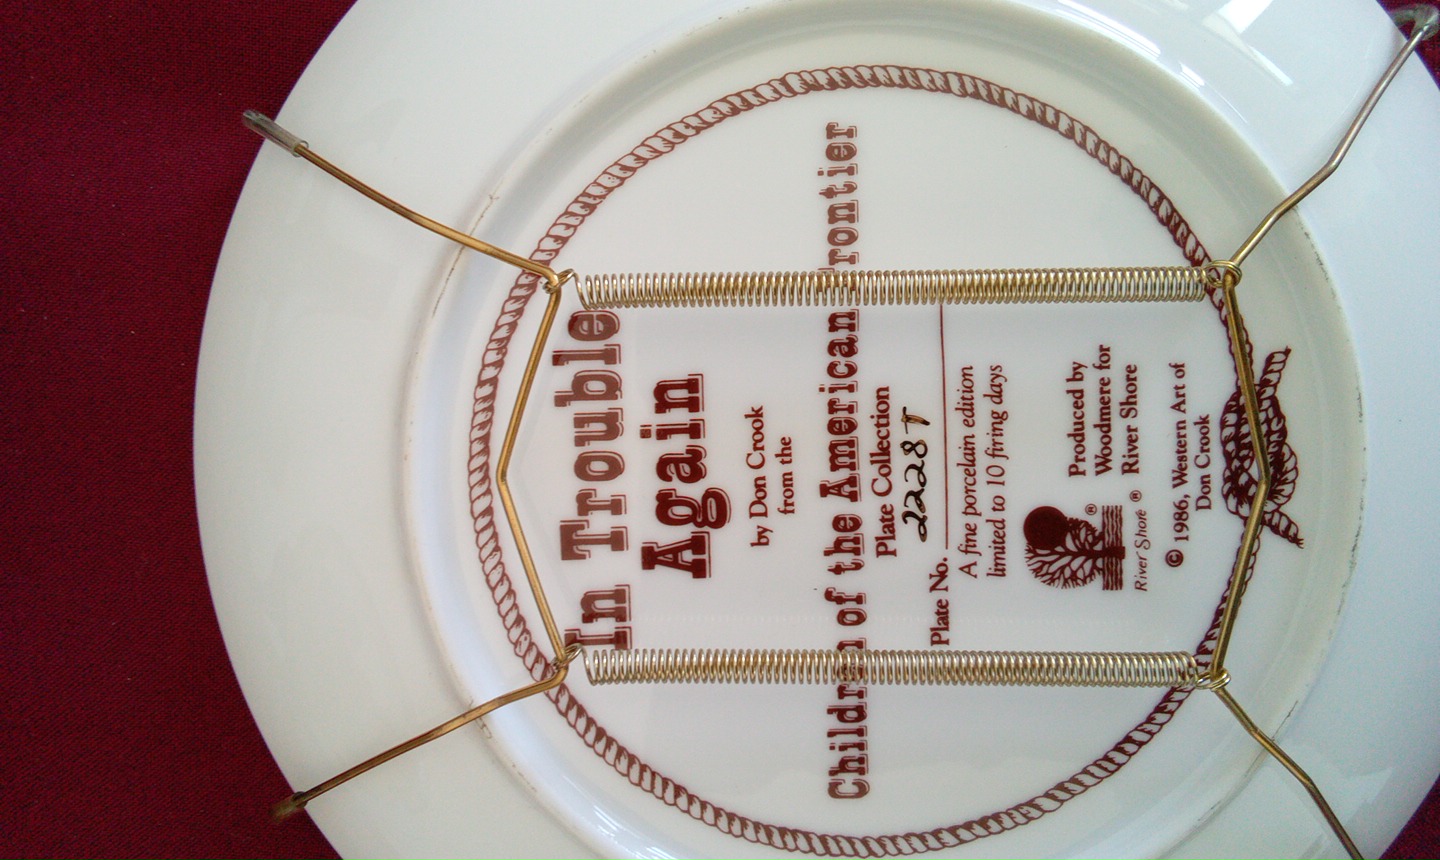 In Trouble
Again
by Don Crook
from the
Children of the American Frontier
Plate Collection
Plate No. 2228T
A fine porcelain edition
limited to 10 firing days
®
River Shore ®
Produced by
Woodmere for
River Shore
© 1986, Western Art of
Don Crook